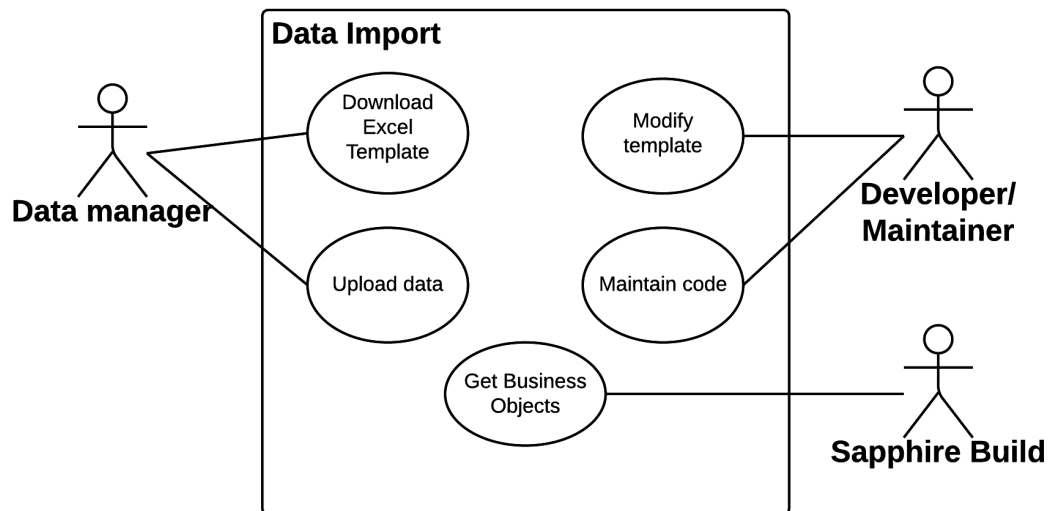 Data Import
Download
Excel
Template
Modify
template
Data manager
Developer/
Maintainer
Upload data
Maintain code
Get Business
Objects
Sapphire Build